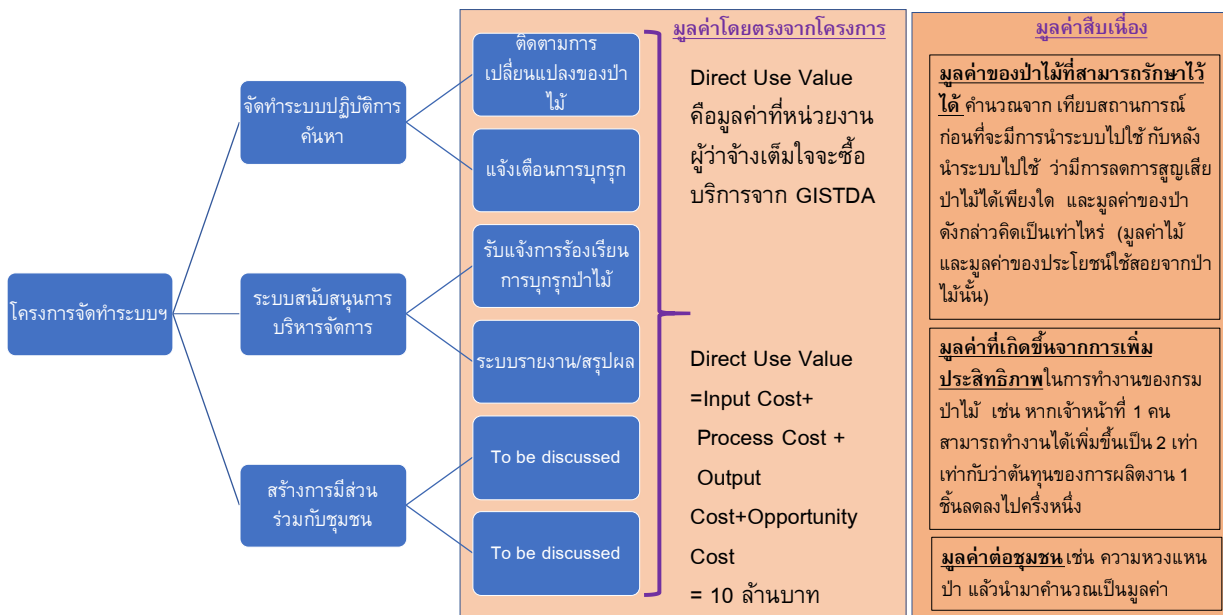 โครงการจัดทำระบบฯ
จัดทำระบบปฏิบัติการ
ค้นหา
ระบบสนับสนุนการ
บริหารจัดการ
สร้างการมีส่วน
ร่วมกับชุมชน
ติดตามการ
เปลี่ยนแปลงของป่า
ไม้
แจ้งเตือนการบุกรุก
รับแจ้งการร้องเรียน
การบุกรุกป่าไม้
ระบบรายงาน/สรุปผล
To be discussed
To be discussed
มูลค่าโดยตรงจากโครงการ
Direct Use Value
คือมูลค่าที่หน่วยงาน
ผู้ว่าจ้างเต็มใจจะซื้อ
บริการจาก GISTDA
Direct Use Value
=Input Cost+
Process Cost +
Output
Cost+Opportunity
Cost
= 10 ล้านบาท
มูลค่าสืบเนื่อง
มูลค่าของป่าไม้ที่สามารถรักษาไว้
ได้ คำนวณจาก เทียบสถานการณ์
ก่อนที่จะมีการนำระบบไปใช้ กับหลัง
นำระบบไปใช้ ว่ามีการลดการสูญเสีย
ป่าไม้ได้เพียงใด และมูลค่าของป่า
ดังกล่าวคิดเป็นเท่าไหร่ (มูลค่าไม้
และมูลค่าของประโยชน์ใช้สอยจากป่า
ไม้นั้น)
มูลค่าที่เกิดขึ้นจากการเพิ่ม
ประสิทธิภาพในการทำงานของกรม
ป่าไม้ เช่น หากเจ้าหน้าที่ 1 คน
สามารถทำงานได้เพิ่มขึ้นเป็น 2 เท่า
เท่ากับว่าต้นทุนของการผลิตงาน 1
ชิ้นลดลงไปครึ่งหนึ่ง
มูลค่าต่อชุมชน เช่น ความหวงแหน
ป่า แล้วนำมาคำนวณเป็นมูลค่า